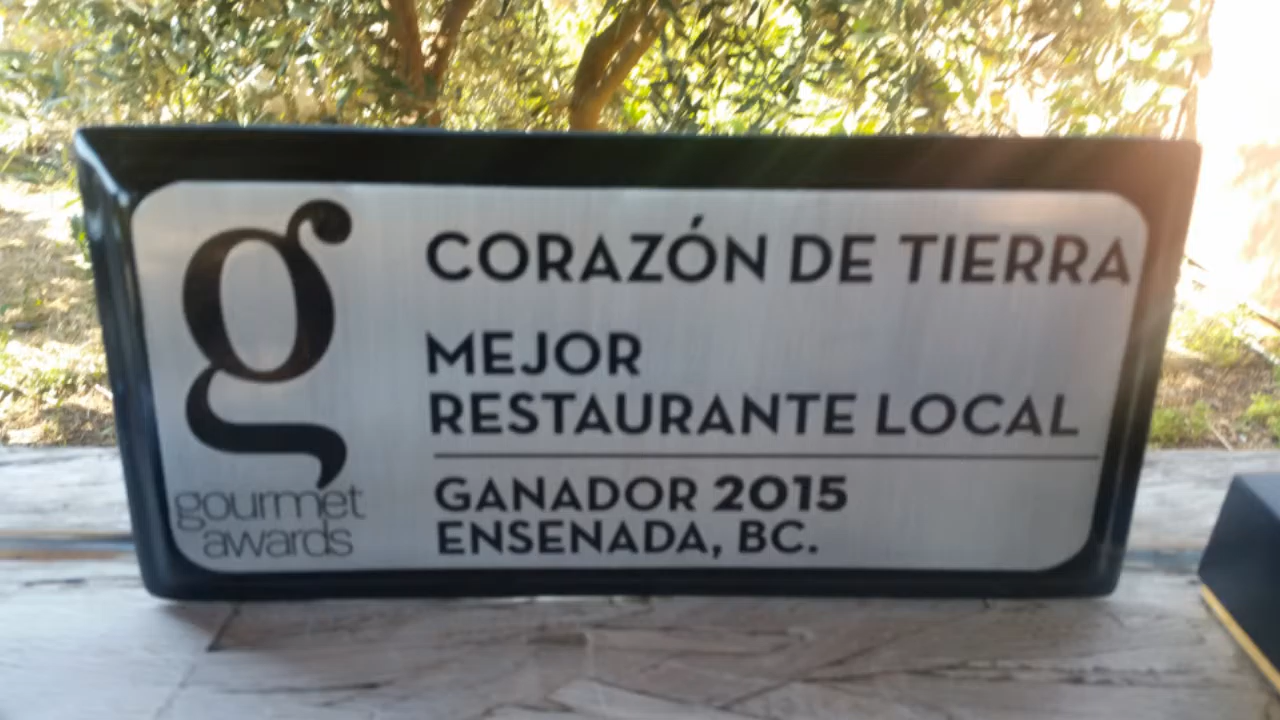 g
gourmet
awards
CORAZÓN DE TIERRA
MEJOR
RESTAURANTE LOCAL
GANADOR 2015
ENSENADA, BC.